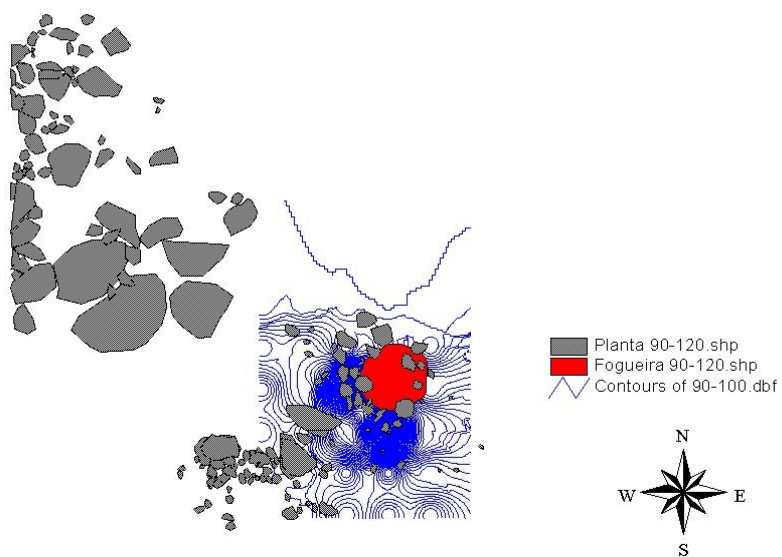 Planta 90-120.shp
Fogueira 90-120.shp
Contours of 90-100.dbf
N
W E
S